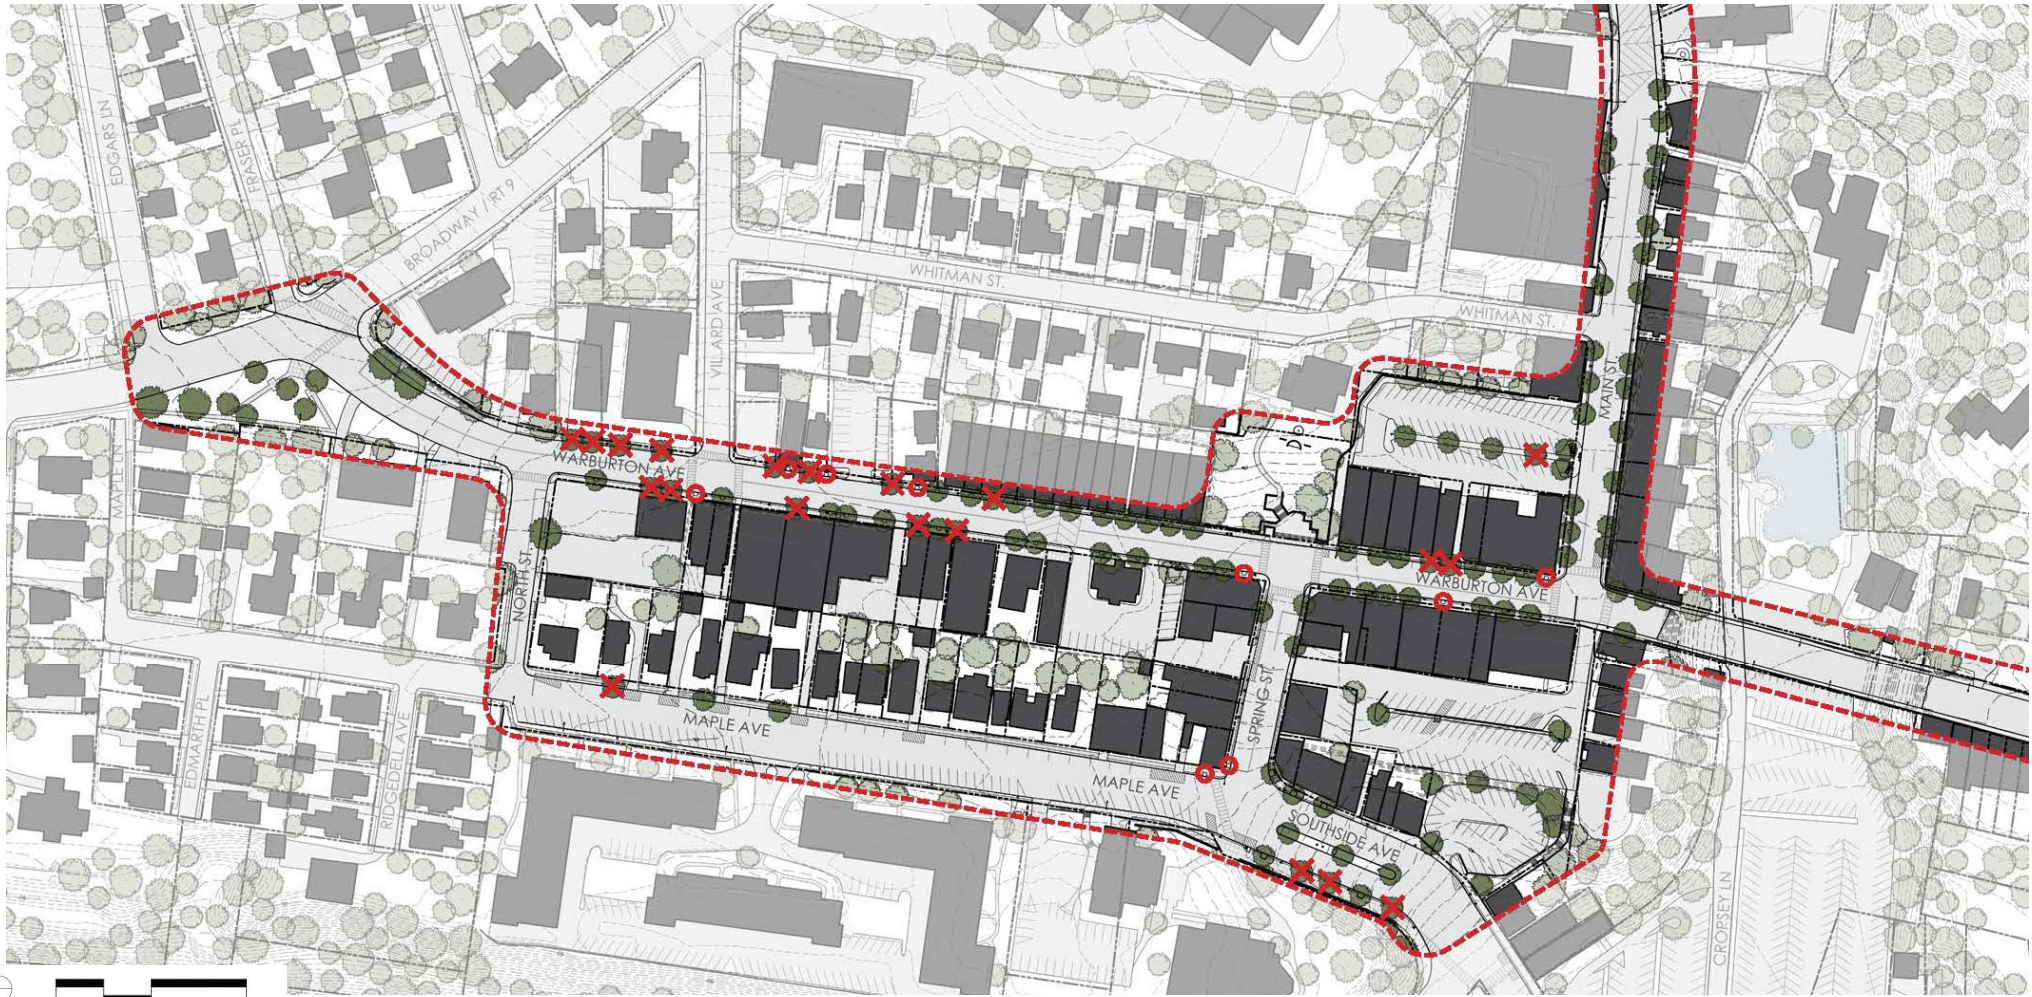 EDGARS LN
FRASER PL
BROADWAY / RT 9
VILLARD AVE
WHITMAN ST.
WHITMAN ST.
MAIN ST.
WARBURTON AVE
MAPLE LN
NORTH ST.
WARBURTON AVE
SPRING ST.
MAPLE AVE
EDMARTH PL
RIDGEDELL AVE
MAPLE AVE
SOUTHSIDE AVE
CROPSEY LN